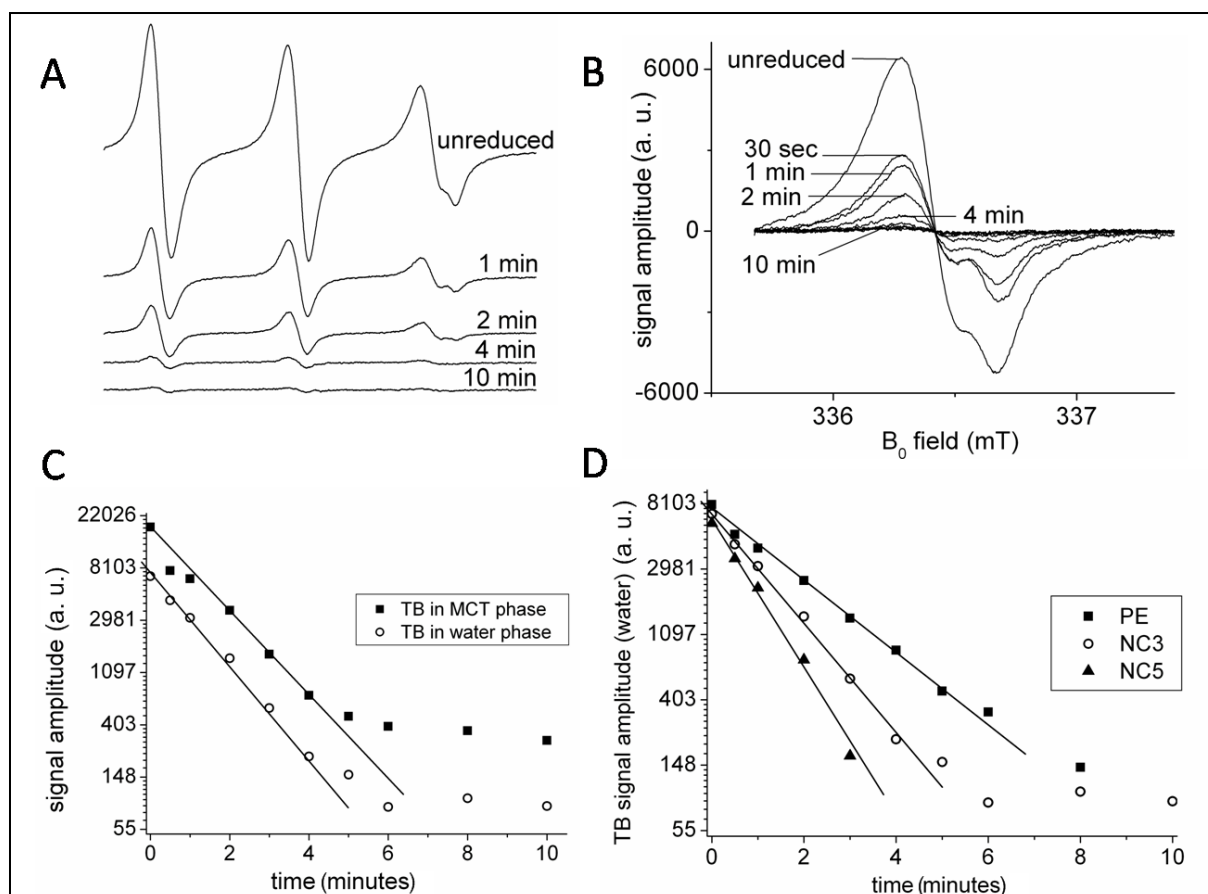 A
unreduced
1 min
2 min
4 min
10 min
B
signal amplitude (a. u.)
6000
0
-6000
unreduced
30 sec
1 min
2 min
4 min
10 min
336
337
B₀ field (mT)
C
signal amplitude (a. u.)
22026
8103
2981
1097
403
148
55
TB in MCT phase
TB in water phase
0
2
4
6
8
10
time (minutes)
D
TB signal amplitude (water) (a. u.)
8103
2981
1097
403
148
55
PE
NC3
NC5
0
2
4
6
8
10
time (minutes)